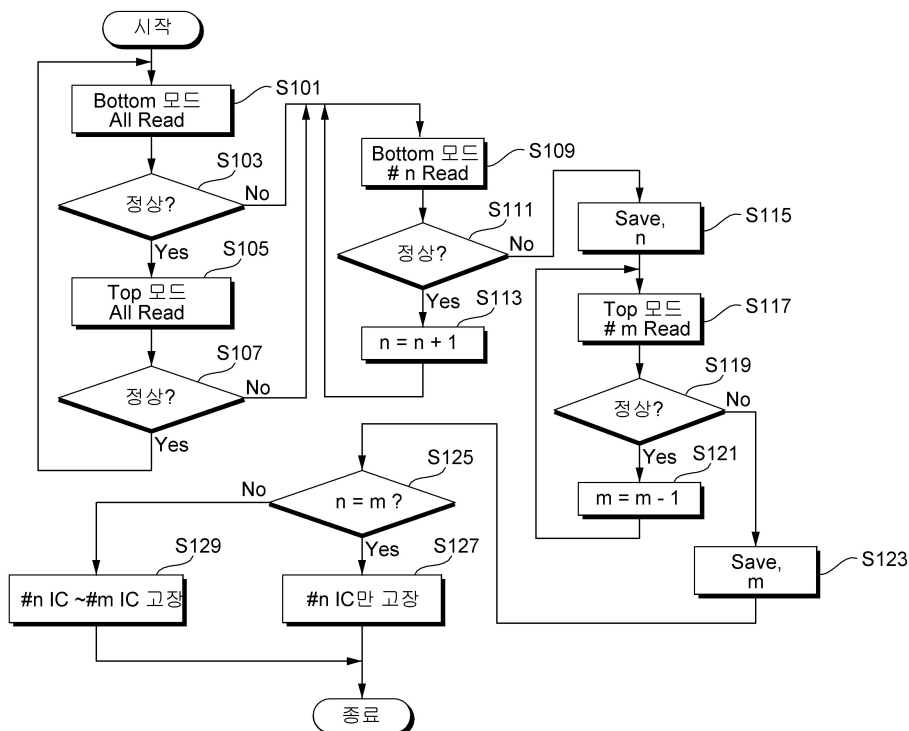 시작
Bottom 모드
All Read
S101
정상?
S103
No
Yes
Top 모드
All Read
S105
정상?
S107
No
Yes
Bottom 모드
# n Read
S109
정상?
S111
No
Yes
n = n + 1
S113
Save,
n
S115
Top 모드
# m Read
S117
정상?
S119
No
Yes
m = m - 1
S121
Save,
m
S123
n = m ?
S125
No
Yes
#n IC만 고장
S127
#n IC ~#m IC 고장
S129
종료